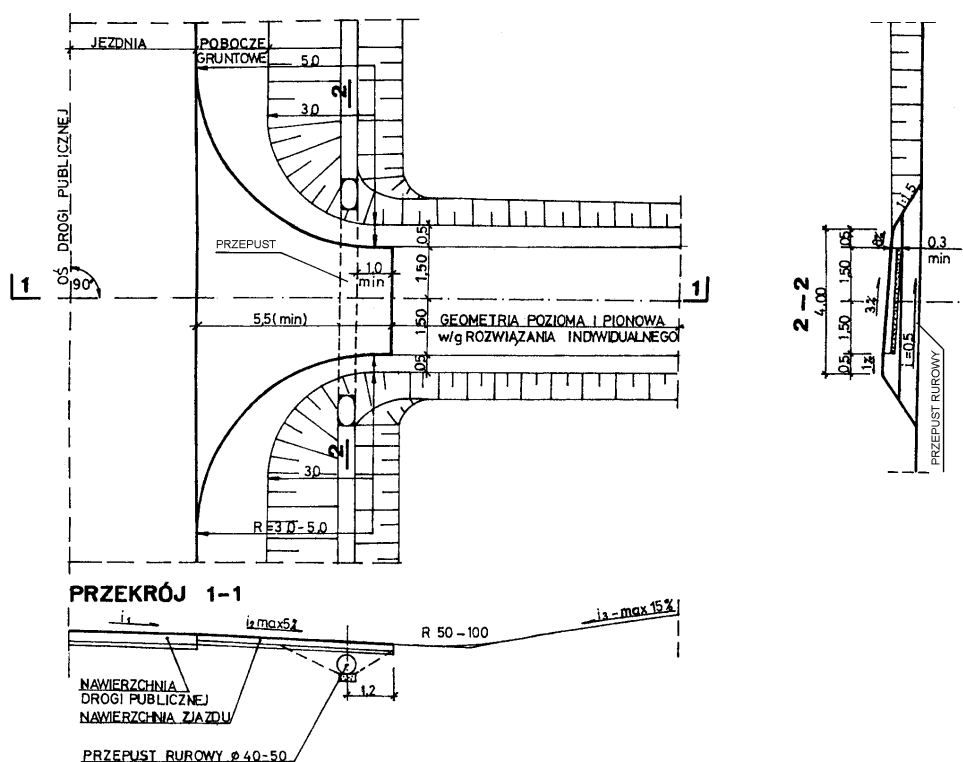 JEZDNIA
POBOCZE
GRUNTOWE
5,0
2
3,0
OŚ DROGI PUBLICZNEJ
90°
1
PRZEPUST
1,0
min
0,5
1,50
1,50
0,5
1
5,5 (min)
GEOMETRIA POZIOMA I PIONOWA
w/g ROZWIĄZANIA INDYWIDUALNEGO
2
3,0
R=3,0-5,0
2-2
4.00
0,5
1,50
1,50
0,5
1:1,5
0.3
min
i=0,5
PRZEPUST RUROWY
PRZEKRÓJ 1-1
i₁
i₂ max 5%
R 50-100
i₃-max 15%
1,2
NAWIERZCHNIA
DROGI PUBLICZNEJ
NAWIERZCHNIA ZJAZDU
PRZEPUST RUROWY ø 40-50